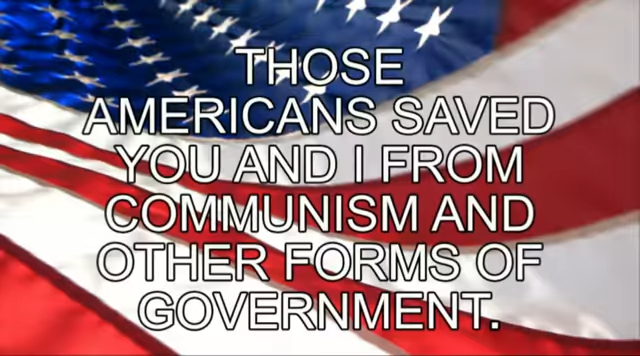 THOSE
AMERICANS SAVED
YOU AND I FROM
COMMUNISM AND
OTHER FORMS OF
GOVERNMENT.